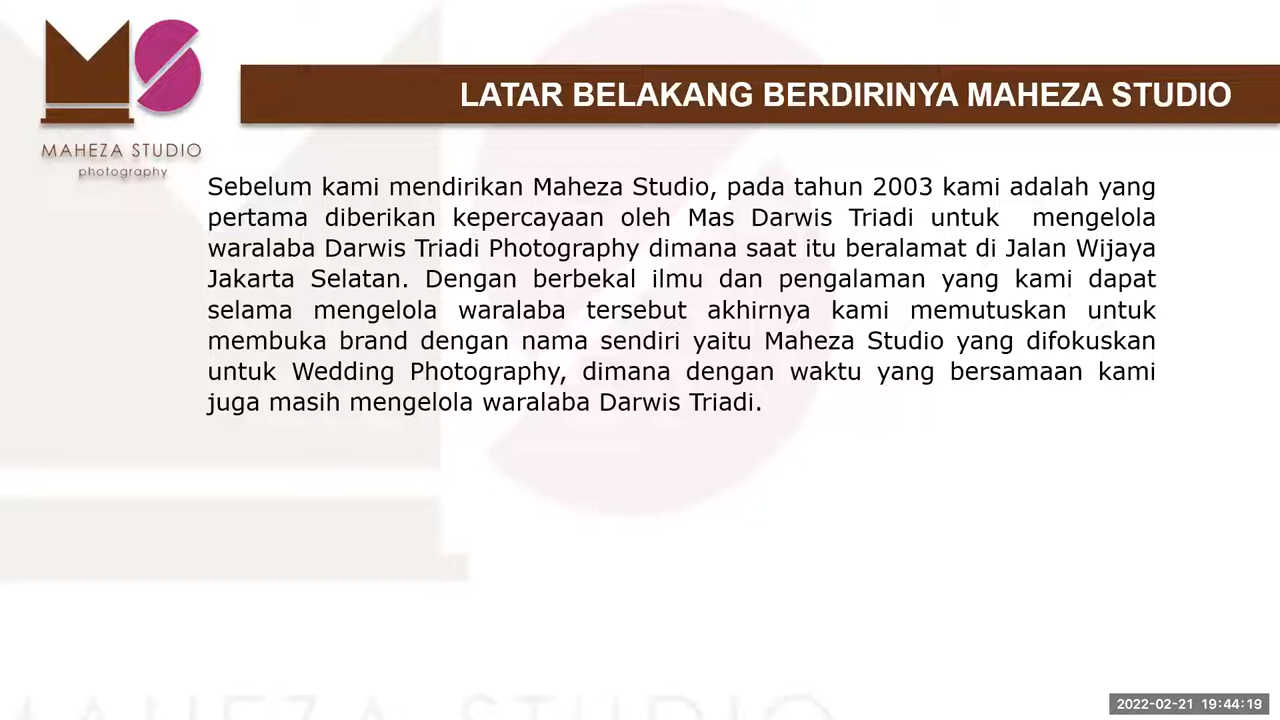 MAHEZA STUDIO
photography
LATAR BELAKANG BERDIRINYA MAHEZA STUDIO
Sebelum kami mendirikan Maheza Studio, pada tahun 2003 kami adalah yang
pertama diberikan kepercayaan oleh Mas Darwis Triadi untuk mengelola
waralaba Darwis Triadi Photography dimana saat itu beralamat di Jalan Wijaya
Jakarta Selatan. Dengan berbekal ilmu dan pengalaman yang kami dapat
selama mengelola waralaba tersebut akhirnya kami memutuskan untuk
membuka brand dengan nama sendiri yaitu Maheza Studio yang difokuskan
untuk Wedding Photography, dimana dengan waktu yang bersamaan kami
juga masih mengelola waralaba Darwis Triadi.
MAHEZA STUDIO
2022-02-21 19:44:19